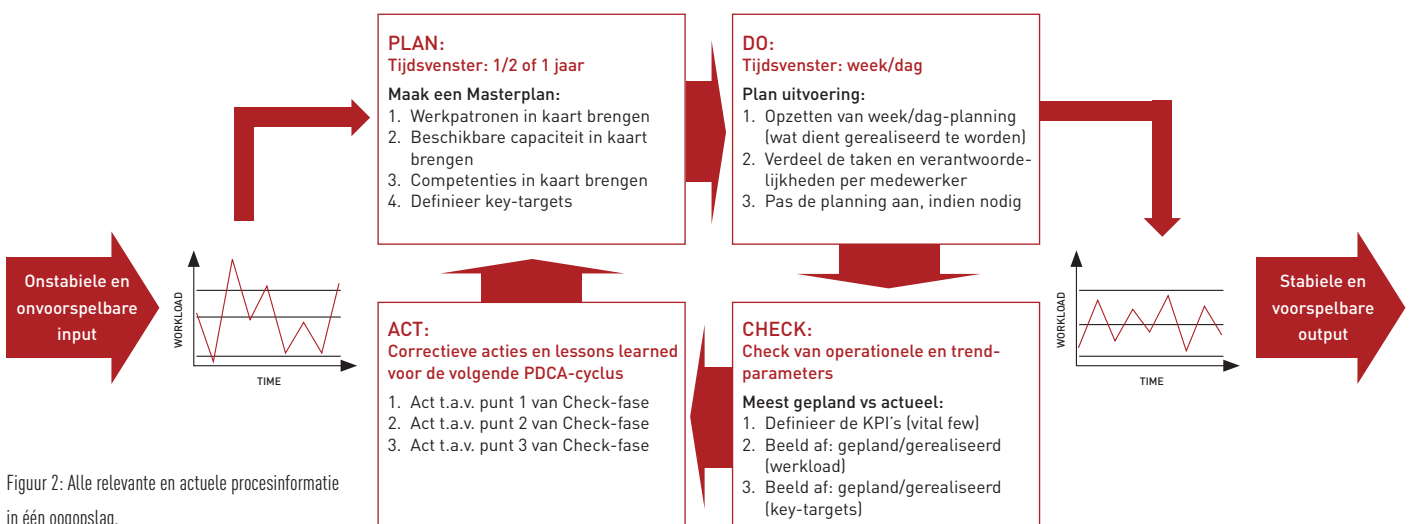 PLAN:
Tijdsvenster: 1/2 of 1 jaar
Maak een Masterplan:
1. Werkpatronen in kaart brengen
2. Beschikbare capaciteit in kaart
brengen
3. Competenties in kaart brengen
4. Definieer key-targets
DO:
Tijdsvenster: week/dag
Plan uitvoering:
1. Opzetten van week/dag-planning
(wat dient gerealiseerd te worden)
2. Verdeel de taken en verantwoorde-
lijkheden per medewerker
3. Pas de planning aan, indien nodig
Onstabiele en
onvoorspelbare
input
WORKLOAD
TIME
ACT:
Correctieve acties en lessons learned
voor de volgende PDCA-cyclus
1. Act t.a.v. punt 1 van Check-fase
2. Act t.a.v. punt 2 van Check-fase
3. Act t.a.v. punt 3 van Check-fase
CHECK:
Check van operationele en trend-
parameters
Meest gepland vs actueel:
1. Definieer de KPI's (vital few)
2. Beeld af: gepland/gerealiseerd
(werkload)
3. Beeld af: gepland/gerealiseerd
(key-targets)
WORKLOAD
TIME
Stabiele en
voorspelbare
output
Figuur 2: Alle relevante en actuele procesinformatie
in één oogopslag.